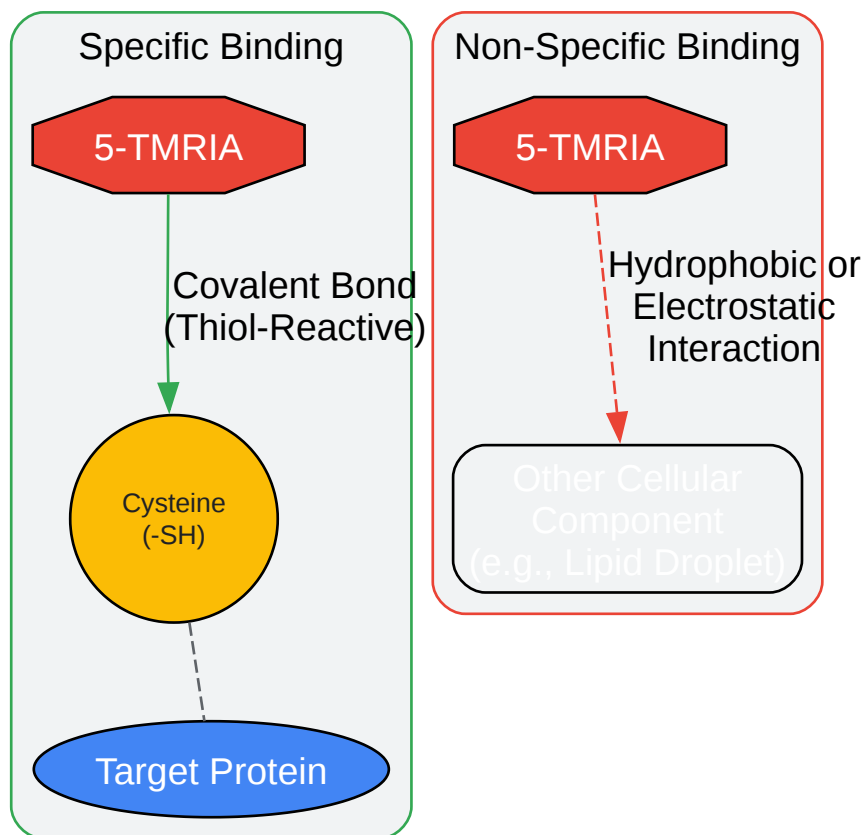 Specific Binding
5-TMRIA
Covalent Bond
(Thiol-Reactive)
Cysteine
(-SH)
Target Protein
Non-Specific Binding
5-TMRIA
Hydrophobic or
Electrostatic
Interaction
Other Cellular
Component
(e.g., Lipid Droplet)